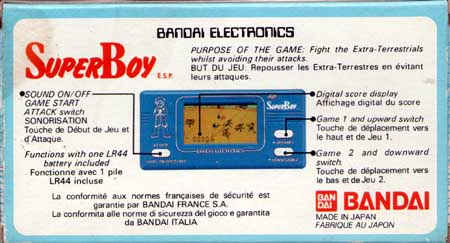 BANDAI ELECTRONICS
SUPERBOY E.S.P.
PURPOSE OF THE GAME: Fight the Extra-Terrestrials
whilst avoiding their attacks.
BUT DU JEU: Repousser les Extra-Terrestres en évitant
leurs attaques.
SOUND ON/OFF
GAME START
ATTACK switch
SONORISATION
Touche de Début de Jeu et
d'Attaque.
Functions with one LR44
battery included
Fonctionne avec 1 pile
LR44 incluse
SUPERBOY
BANDAI ELECTRONICS
Digital score display
Affichage digital du score
Game 1 and upward switch
Touche de déplacement vers
le haut et de Jeu 1.
Game 2 and downward
switch.
Touche de déplacement vers
le bas et de Jeu 2.
La conformité aux normes françaises de sécurité est
garantie par BANDAI FRANCE S.A.
La conformita alle norme di sicurezza del gioco e garantita
da BANDAI ITALIA
BAN
DAI
BANDAI
MADE IN JAPAN
FABRIQUE AU JAPON